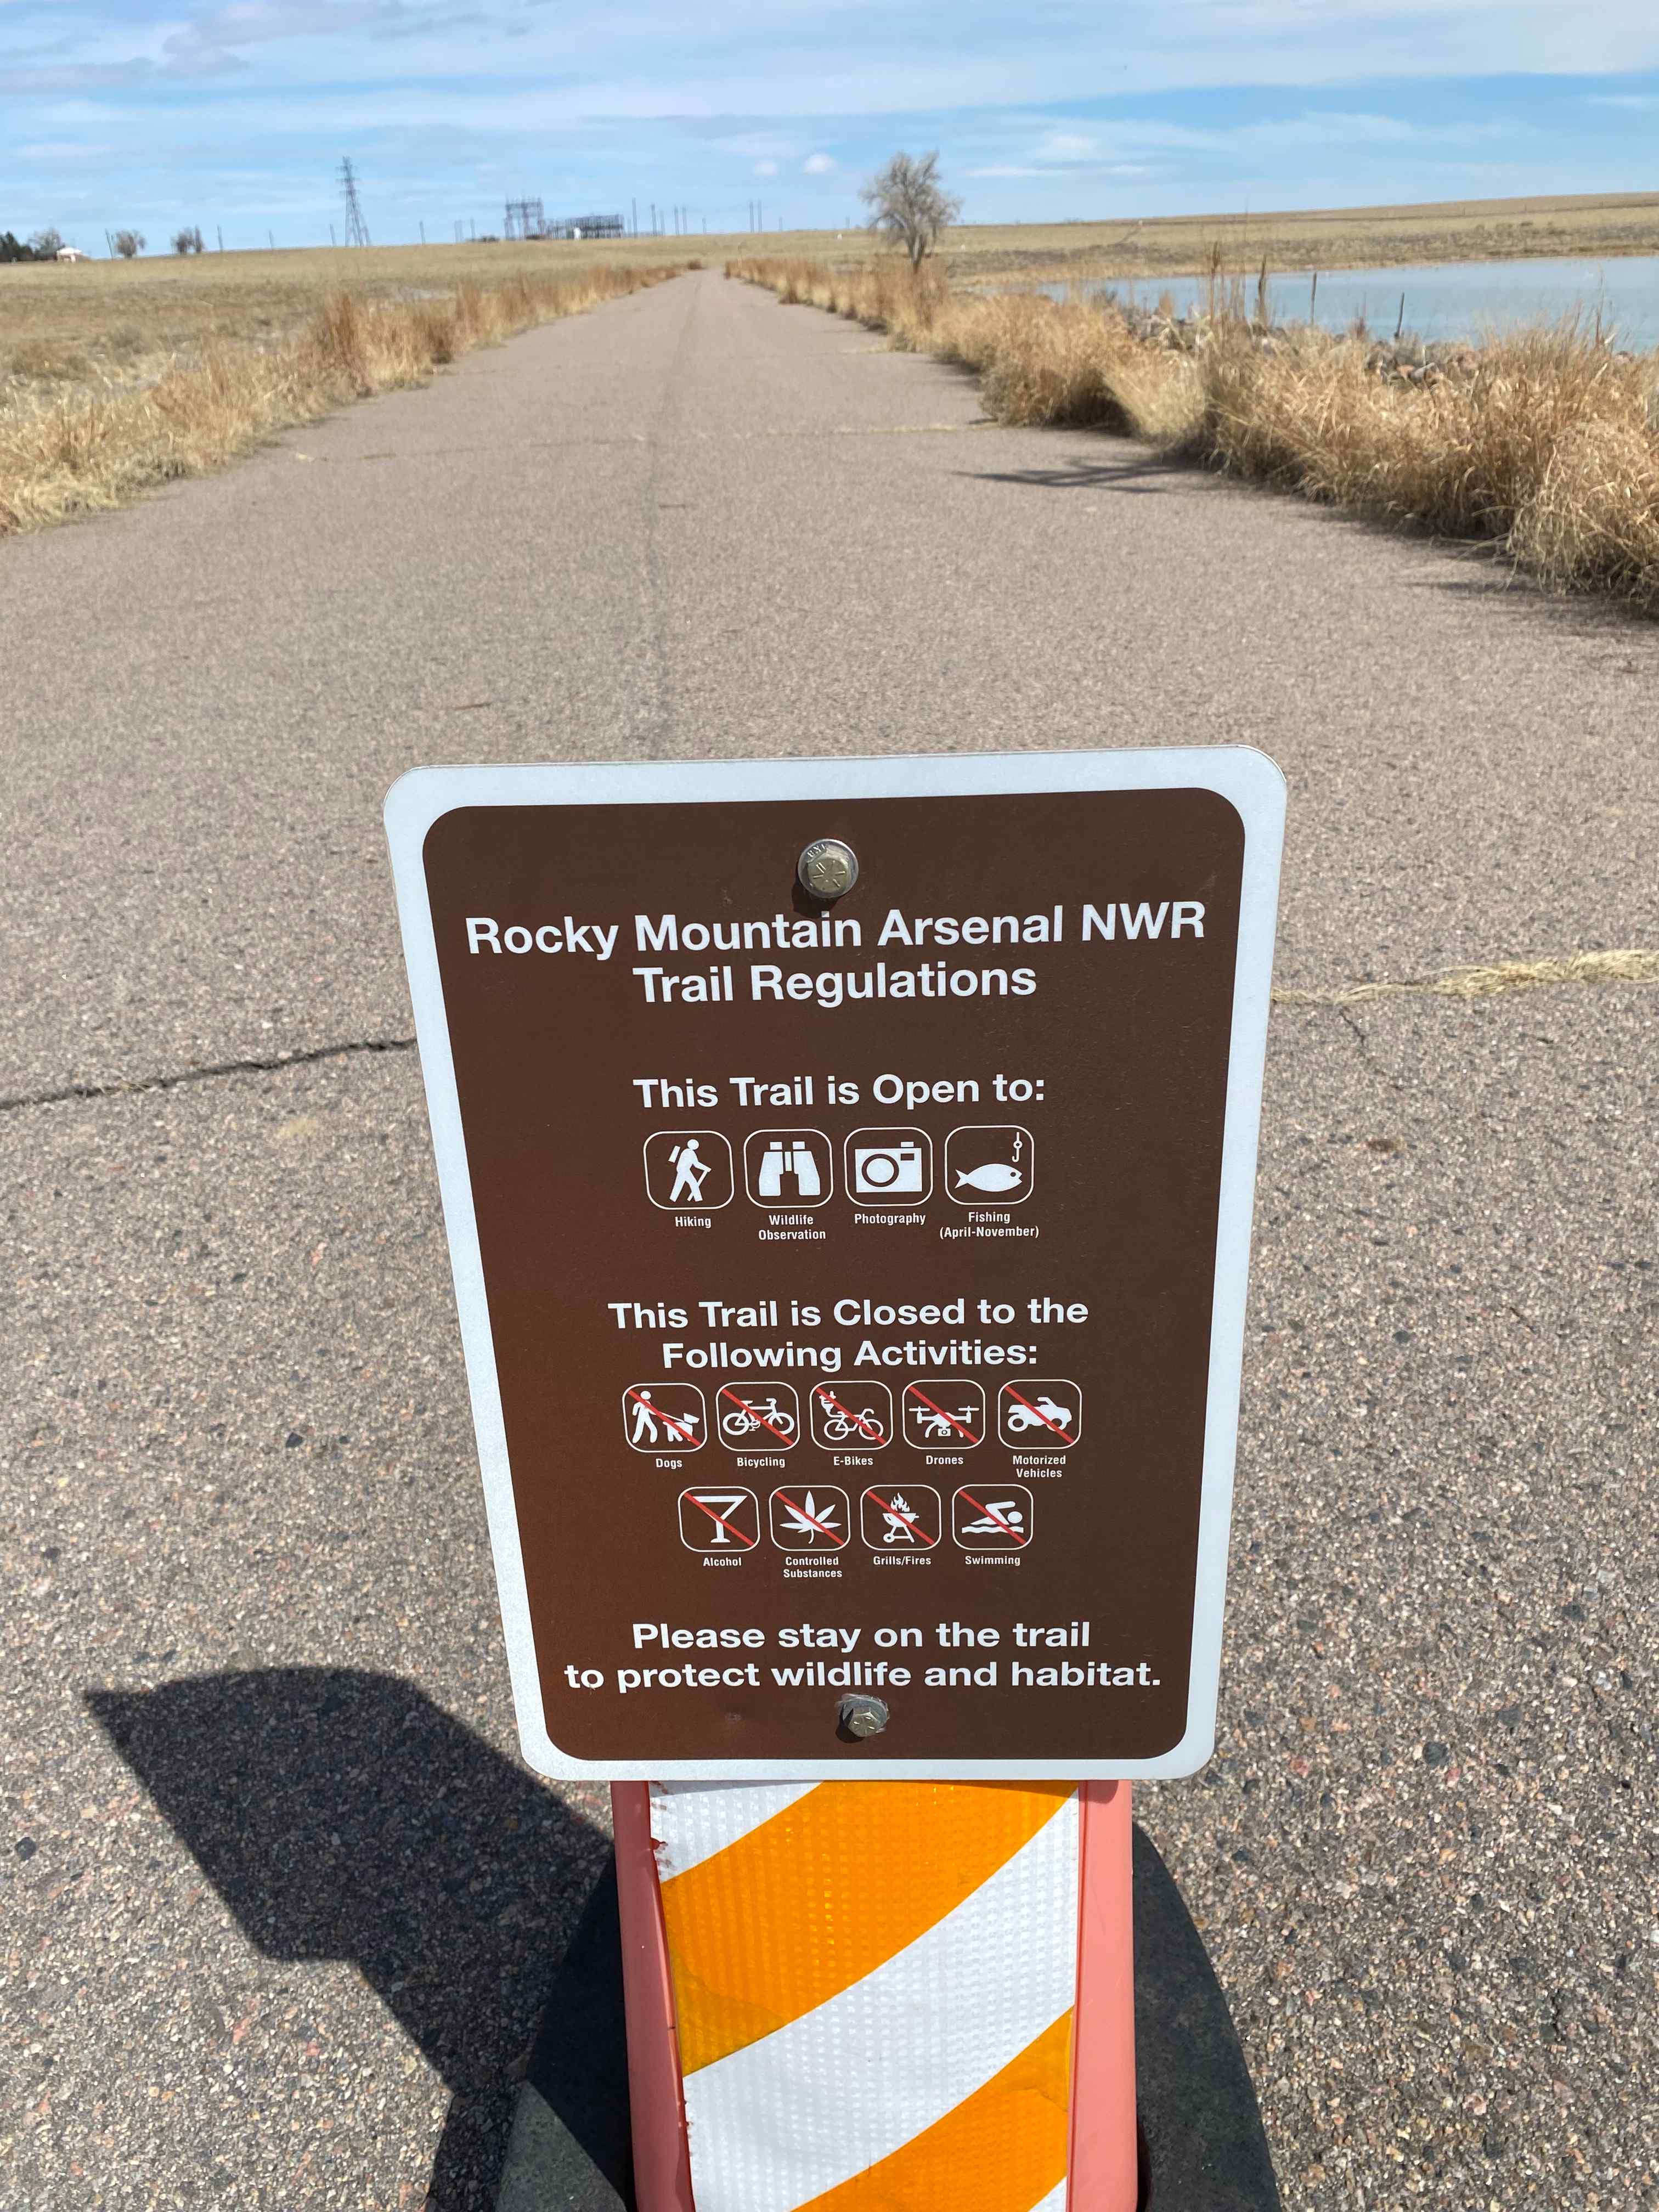 Rocky Mountain Arsenal NWR
Trail Regulations
This Trail is Open to:
Hiking
Wildlife
Observation
Photography
Fishing
(April-November)
This Trail is Closed to the
Following Activities:
Dogs
Bicycling
E-Bikes
Drones
Motorized
Vehicles
Alcohol
Controlled
Substances
Grills/Fires
Swimming
Please stay on the trail
to protect wildlife and habitat.